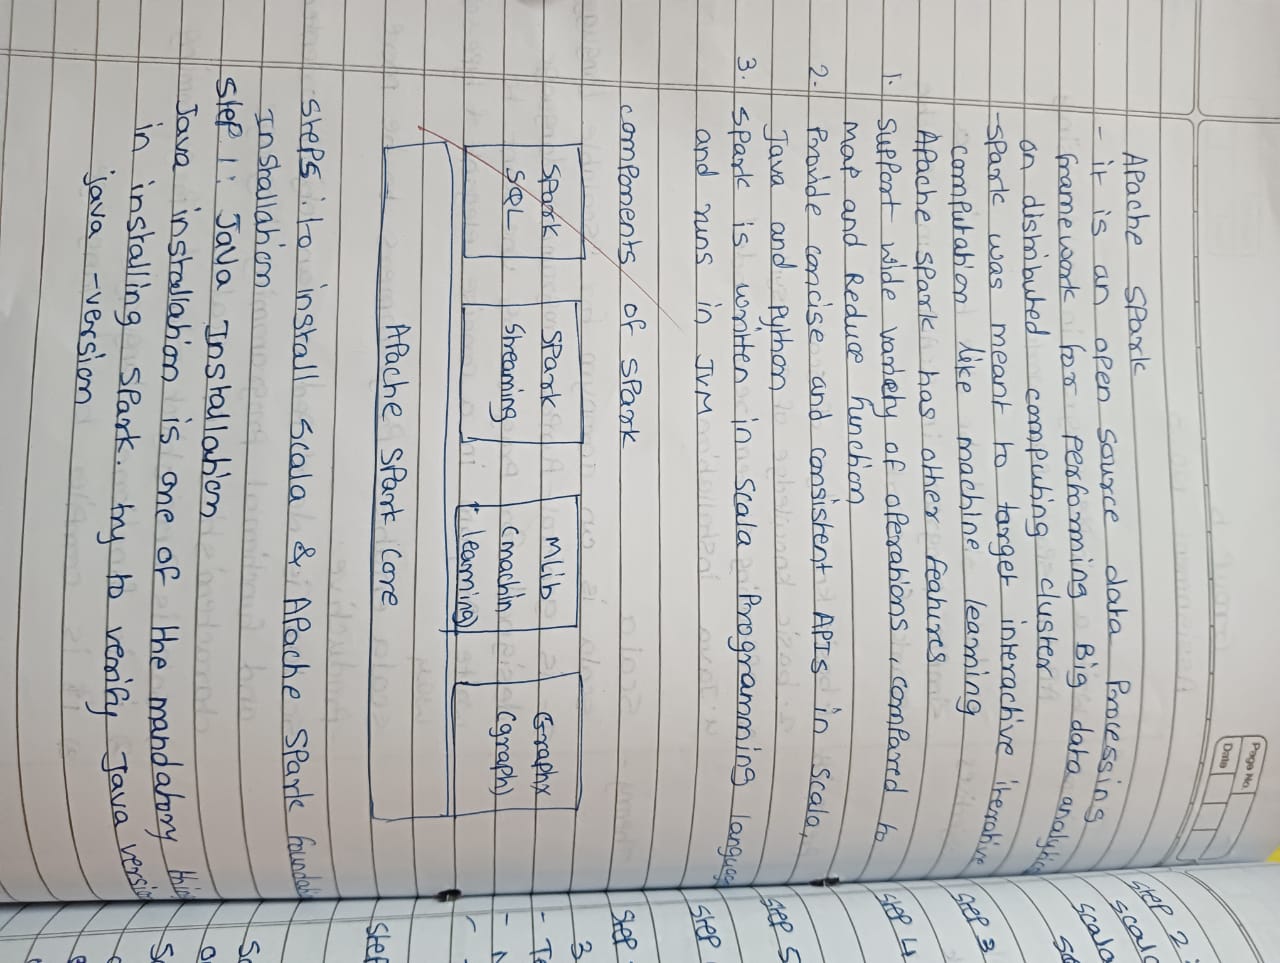 Page No.
Date
Apache Spark
- it is an open source data Processing
framework for performing Big data analytics
on distributed computing cluster
- spark was meant to target interactive iterative
computation like machine learning
Apache spark has other features
1. Support wide variety of operations, compared to
Map and Reduce function
2. Provide concise and consistent APIs in scala,
Java and Python
3. Spark is written in scala Programming language
and runs in JVM
components of spark
Spark SQL
Spark Streaming
MLib (machin learning)
Graphx (graph)
Apache Spark Core
Steps: to install scala & Apache Spark
Installation
Step 1: Java Installation
Java installation is one of the mandatory
in installing spark. try to verify Java version
java -version
Step 2
scala
Step 3
Step 4
Step 5
Step
Step
3
Step